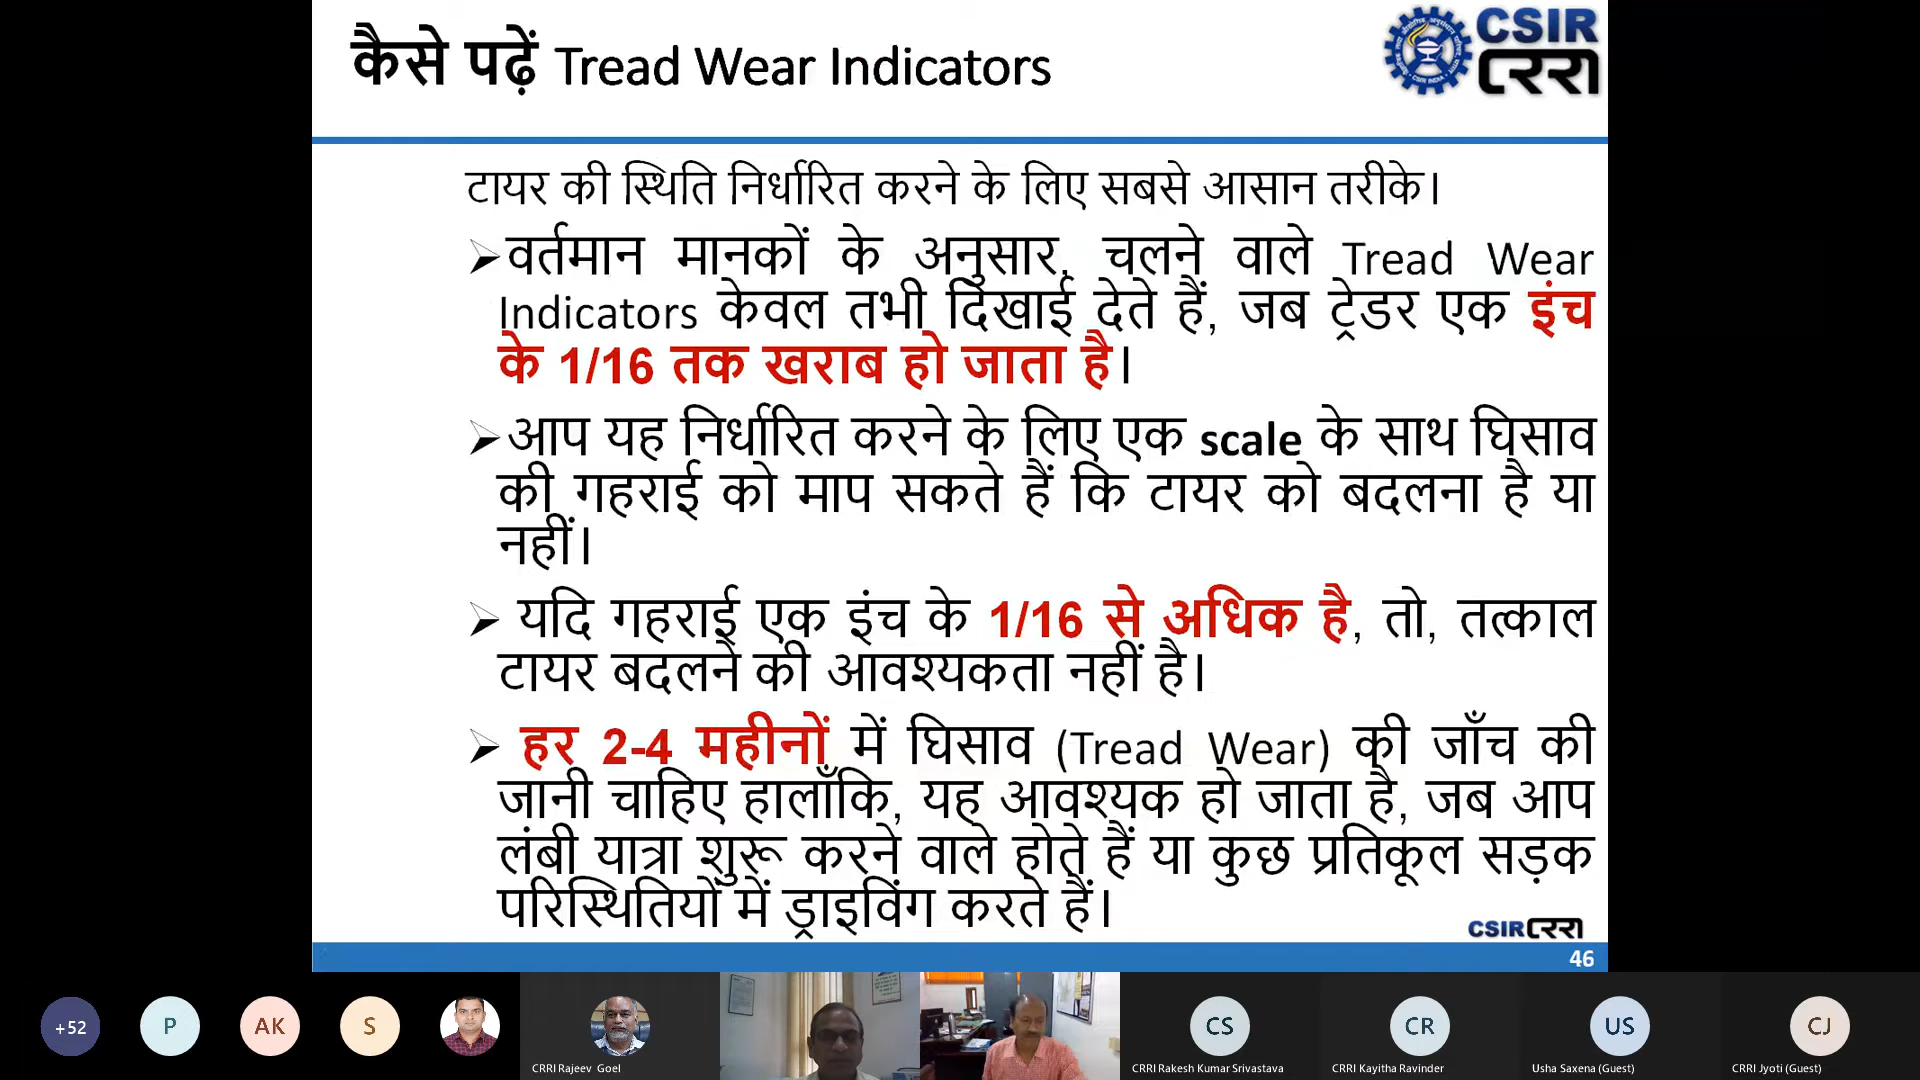 कैसे पढ़ें Tread Wear Indicators
CSIR
CRRI
टायर की स्थिति निर्धारित करने के लिए सबसे आसान तरीके।
➢वर्तमान मानकों के अनुसार, चलने वाले Tread Wear
Indicators केवल तभी दिखाई देते हैं, जब ट्रेडर एक इंच
के 1/16 तक खराब हो जाता है।
➢आप यह निर्धारित करने के लिए एक scale के साथ घिसाव
की गहराई को माप सकते हैं कि टायर को बदलना है या
नहीं।
➢ यदि गहराई एक इंच के 1/16 से अधिक है, तो, तत्काल
टायर बदलने की आवश्यकता नहीं है।
➢ हर 2-4 महीनों में घिसाव (Tread Wear) की जाँच की
जानी चाहिए हालाँकि, यह आवश्यक हो जाता है, जब आप
लंबी यात्रा शुरू करने वाले होते हैं या कुछ प्रतिकूल सड़क
परिस्थितियों में ड्राइविंग करते हैं।
CSIR CRRI
46
+52
P
AK
S
CS
CR
US
CJ
CRRI Rajeev Goel
CRRI Rakesh Kumar Srivastava
CRRI Kayitha Ravinder
Usha Saxena (Guest)
CRRI Jyoti (Guest)